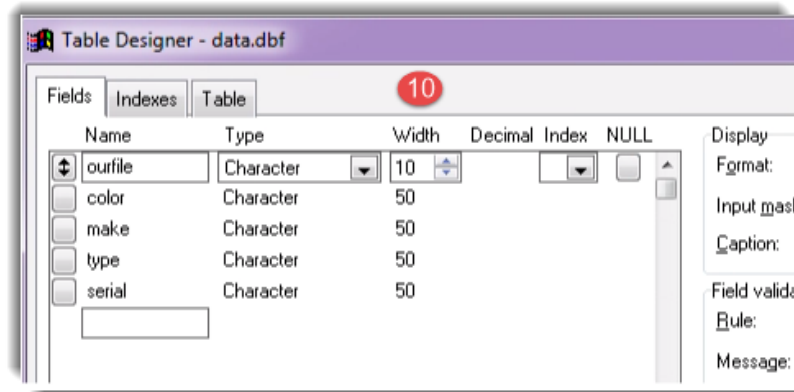 Table Designer - data.dbf
Fields Indexes Table 10
Name Type Width Decimal Index NULL Display
ourfile Character 10 Format:
color Character 50 Input mask
make Character 50 Caption:
type Character 50
serial Character 50 Field valida
Rule:
Message: